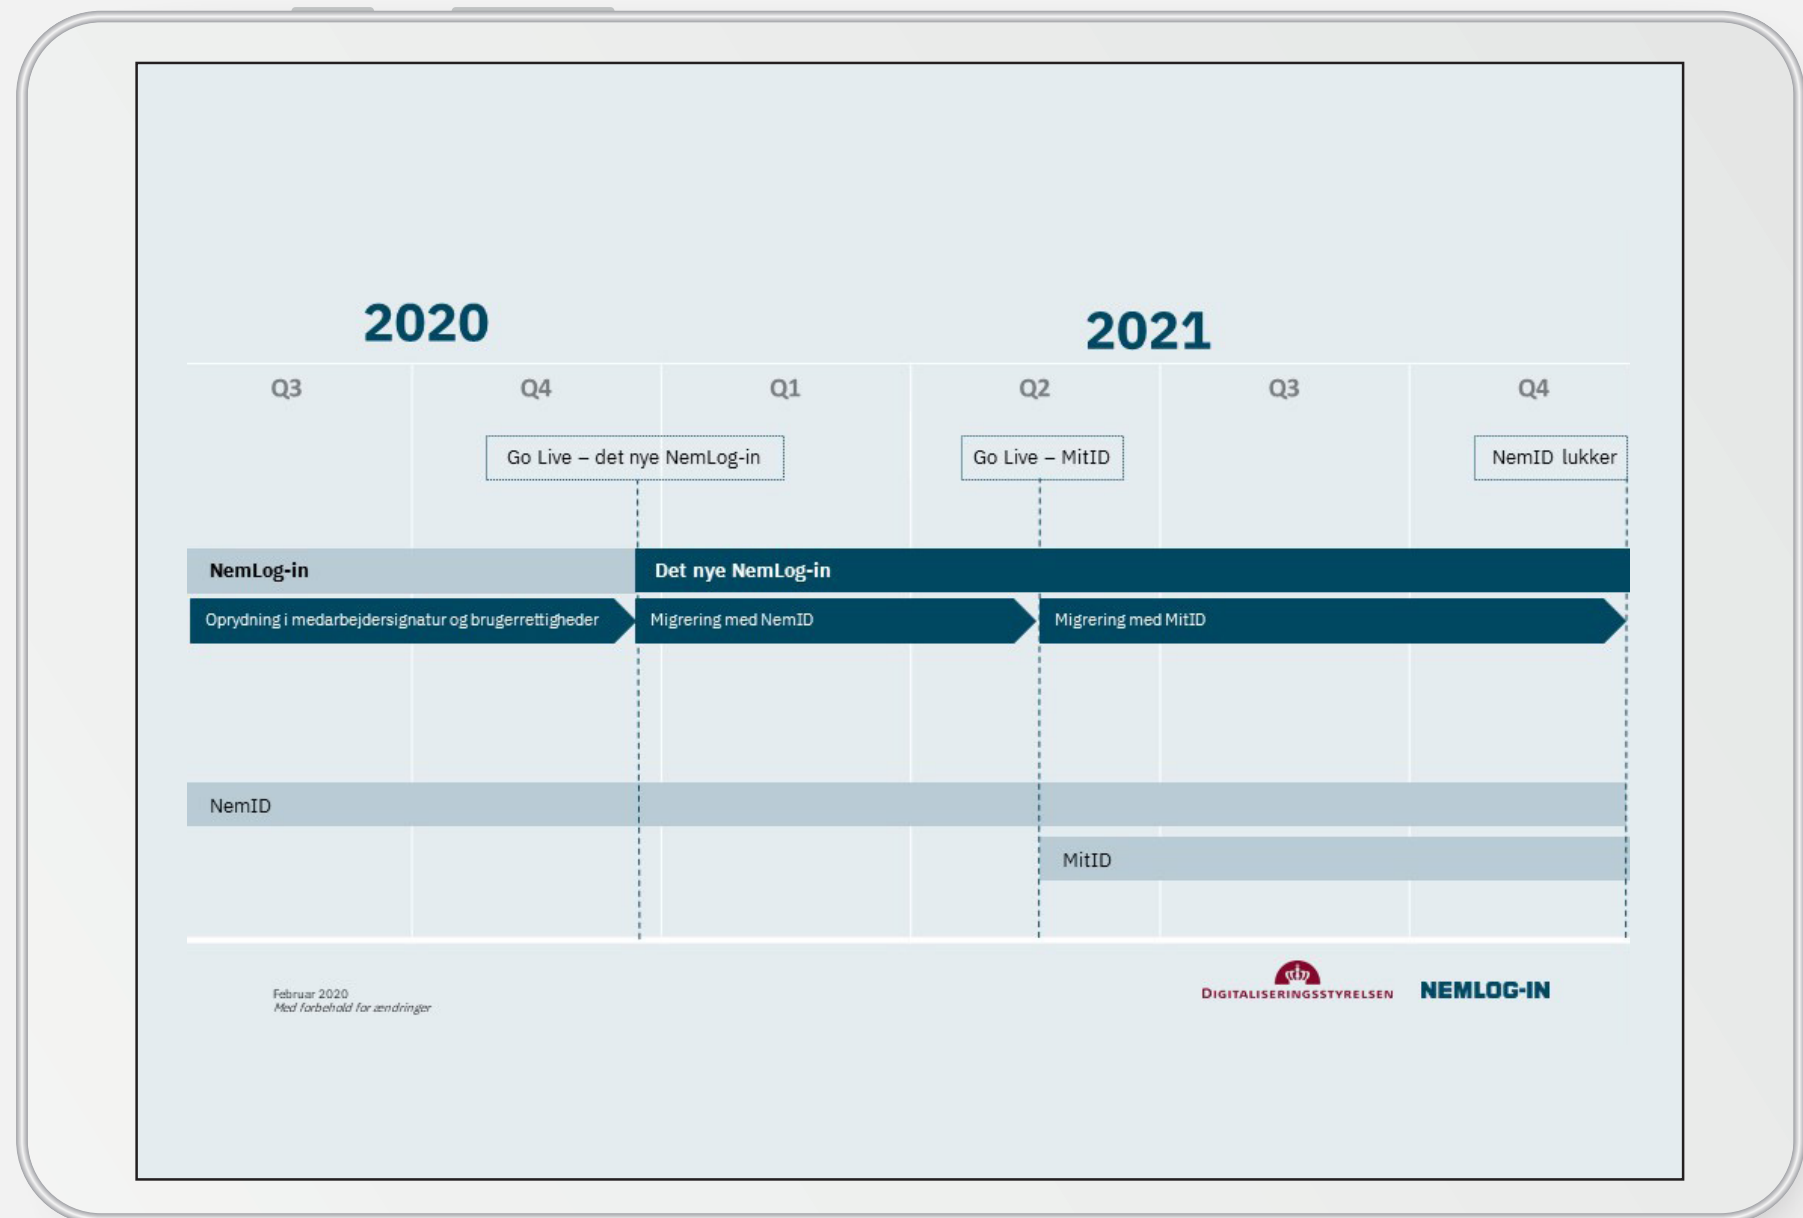 2020
2021
Q3
Q4
Q1
Q2
Q3
Q4
Go Live – det nye NemLog-in
Go Live – MitID
NemID lukker
NemLog-in
Det nye NemLog-in
Oprydning i medarbejdersignatur og brugerrettigheder
Migrering med NemID
Migrering med MitID
NemID
MitID
Februar 2020
Med forbehold for ændringer
DIGITALISERINGSSTYRELSEN
NEMLOG-IN